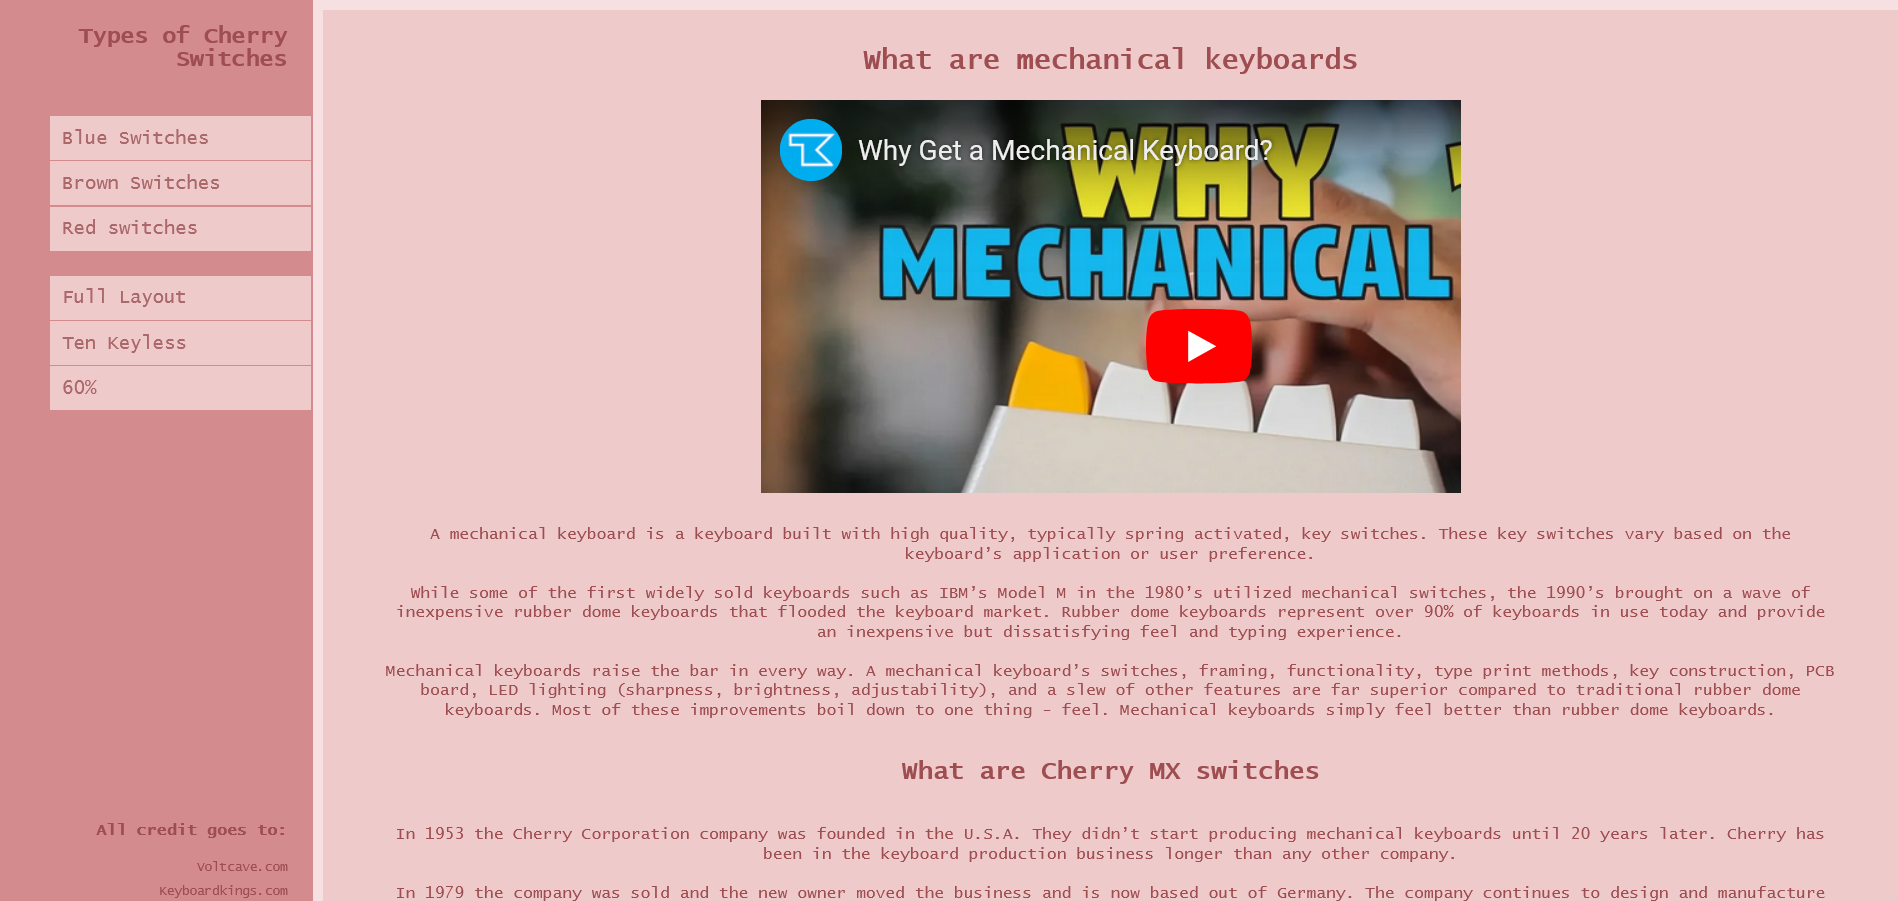 Types of Cherry
Switches
Blue Switches
Brown Switches
Red switches
Full Layout
Ten Keyless
60%
All credit goes to:
Voltcave.com
Keyboardkings.com
What are mechanical keyboards
Why Get a Mechanical Keyboard?
WHY
MECHANICAL
A mechanical keyboard is a keyboard built with high quality, typically spring activated, key switches. These key switches vary based on the
keyboard’s application or user preference.
While some of the first widely sold keyboards such as IBM’s Model M in the 1980’s utilized mechanical switches, the 1990’s brought on a wave of
inexpensive rubber dome keyboards that flooded the keyboard market. Rubber dome keyboards represent over 90% of keyboards in use today and provide
an inexpensive but dissatisfying feel and typing experience.
Mechanical keyboards raise the bar in every way. A mechanical keyboard’s switches, framing, functionality, type print methods, key construction, PCB
board, LED lighting (sharpness, brightness, adjustability), and a slew of other features are far superior compared to traditional rubber dome
keyboards. Most of these improvements boil down to one thing – feel. Mechanical keyboards simply feel better than rubber dome keyboards.
What are Cherry MX switches
In 1953 the Cherry Corporation company was founded in the U.S.A. They didn’t start producing mechanical keyboards until 20 years later. Cherry has
been in the keyboard production business longer than any other company.
In 1979 the company was sold and the new owner moved the business and is now based out of Germany. The company continues to design and manufacture